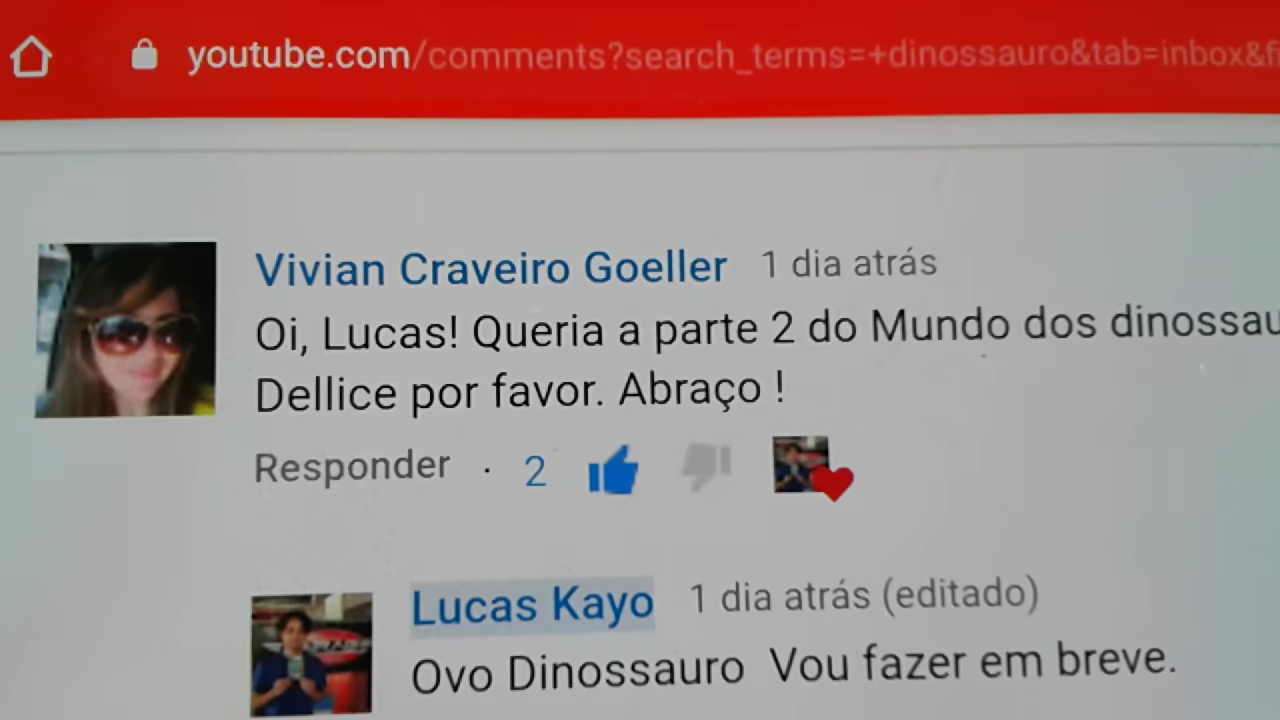 youtube.com/comments?search_terms=+dinossauro&tab=inbox&f
Vivian Craveiro Goeller 1 dia atrás
Oi, Lucas! Queria a parte 2 do Mundo dos dinossau
Dellice por favor. Abraço !
Responder · 2
Lucas Kayo 1 dia atrás (editado)
Ovo Dinossauro Vou fazer em breve.